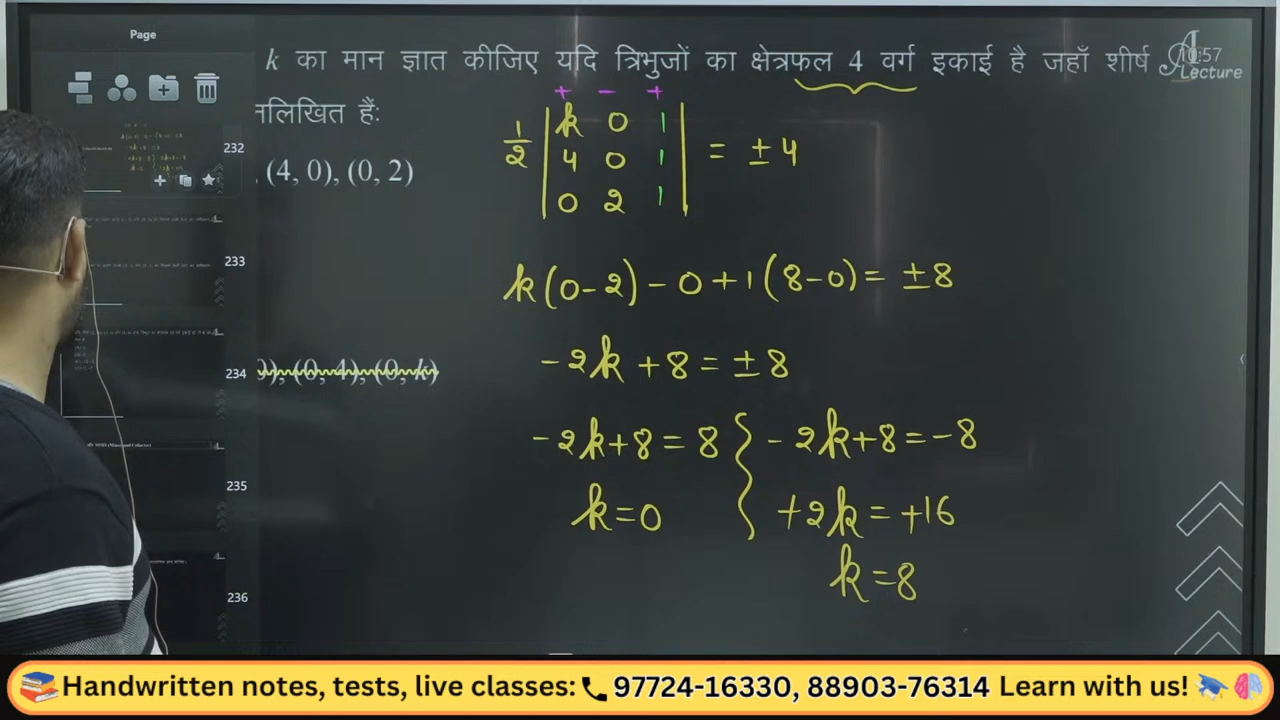 Page
k का मान ज्ञात कीजिए यदि त्रिभुजों का क्षेत्रफल 4 वर्ग इकाई है जहाँ शीर्ष
10:57
Lecture
नलिखित हैं:
, (4, 0), (0, 2)
0), (0, 4), (0, k)
232
233
234
235
236
+ − +
1/2 | k 0 1 | = ± 4
| 4 0 1 |
| 0 2 1 |
k(0-2) - 0 + 1(8-0) = ±8
-2k + 8 = ±8
-2k+8 = 8 } -2k+8 = -8
k=0 +2k = +16
k=8
Handwritten notes, tests, live classes: 97724-16330, 88903-76314 Learn with us!